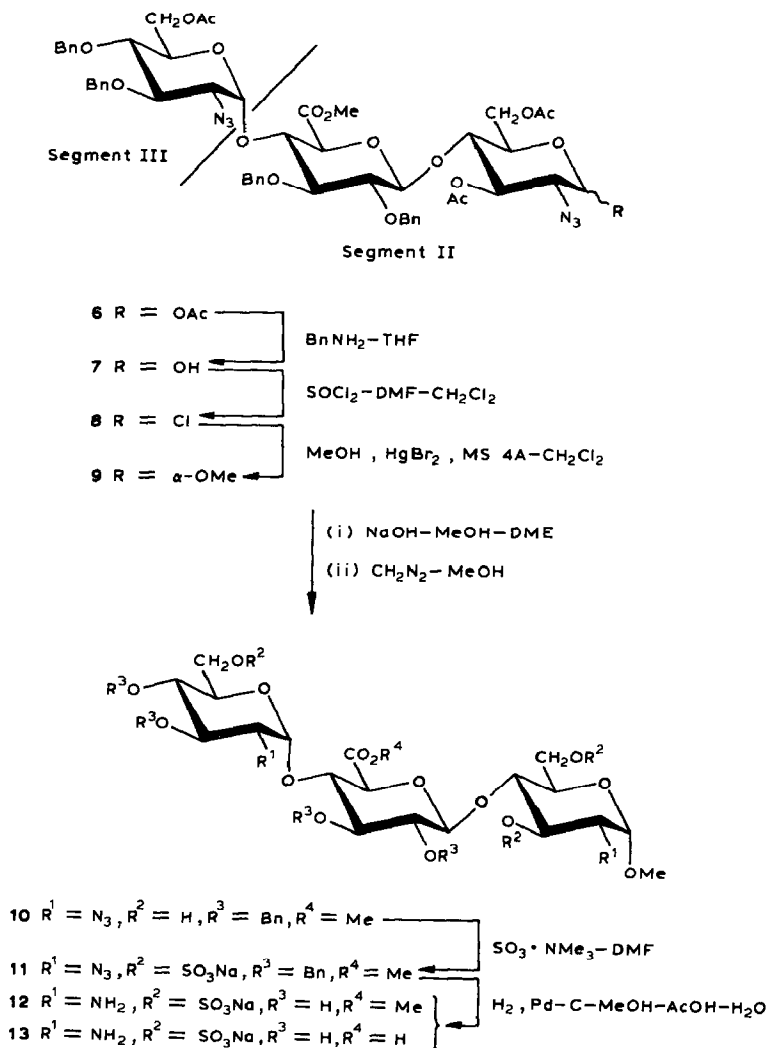 CH₂OAc
BnO
O
BnO
N₃
O
CO₂Me
O
CH₂OAc
O
O
BnO
OBn
O
Ac
N₃
R
Segment III
Segment II
6 R = OAc
BnNH₂–THF
7 R = OH
SOCl₂–DMF–CH₂Cl₂
8 R = Cl
MeOH , HgBr₂ , MS 4A–CH₂Cl₂
9 R = α-OMe
(i) NaOH–MeOH–DME
(ii) CH₂N₂–MeOH
CH₂OR²
R³O
O
R³O
R¹
O
CO₂R⁴
O
CH₂OR²
O
O
R³O
OR³
O
R²
R¹
OMe
10 R¹ = N₃, R² = H, R³ = Bn, R⁴ = Me
SO₃•NMe₃–DMF
11 R¹ = N₃, R² = SO₃Na, R³ = Bn, R⁴ = Me
12 R¹ = NH₂, R² = SO₃Na, R³ = H, R⁴ = Me
H₂, Pd–C–MeOH–AcOH–H₂O
13 R¹ = NH₂, R² = SO₃Na, R³ = H, R⁴ = H